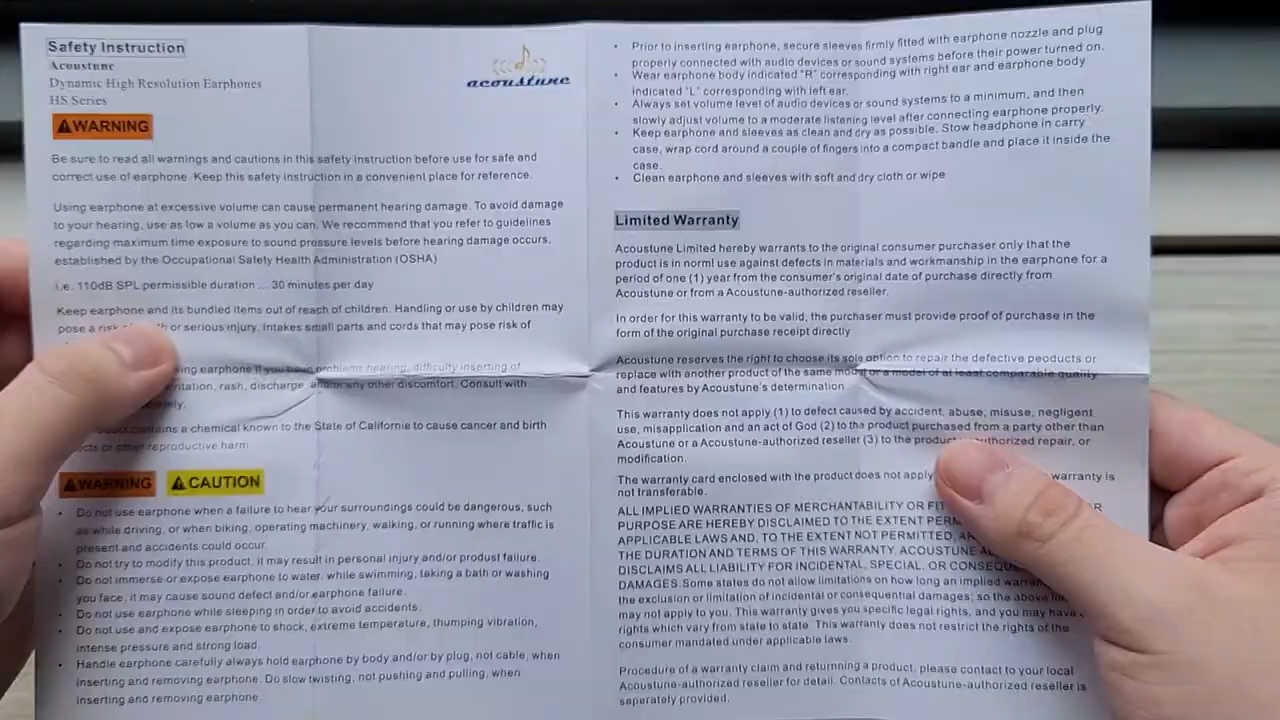 Safety Instruction
Acoustune
Dynamic High Resolution Earphones
HS Series
acoustune
WARNING
Be sure to read all warnings and cautions in this safety instruction before use for safe and
correct use of earphone. Keep this safety instruction in a convenient place for reference.
Using earphone at excessive volume can cause permanent hearing damage. To avoid damage
to your hearing, use as low a volume as you can. We recommend that you refer to guidelines
regarding maximum time exposure to sound pressure levels before hearing damage occurs,
established by the Occupational Safety Health Administration (OSHA)
i.e. 110dB SPL permissible duration ... 30 minutes per day
Keep earphone and its bundled items out of reach of children. Handling or use by children may
pose a risk or serious injury. Intakes small parts and cords that may pose risk of
earphone if you have problems hearing, difficulty inserting of
rash, discharge, and/or any other discomfort. Consult with
contains a chemical known to the State of California to cause cancer and birth
or other reproductive harm
WARNING CAUTION
• Do not use earphone when a failure to hear your surroundings could be dangerous, such
as while driving, or when biking, operating machinery, walking, or running where traffic is
present and accidents could occur.
• Do not try to modify this product, it may result in personal injury and/or produst failure.
• Do not immerse or expose earphone to water, while swimming, taking a bath or washing
you face, it may cause sound defect and/or earphone failure.
• Do not use earphone while sleeping in order to avoid accidents.
• Do not use and expose earphone to shock, extreme temperature, thumping vibration,
intense pressure and strong load.
• Handle earphone carefully always hold earphone by body and/or by plug, not cable, when
inserting and removing earphone. Do slow twisting, not pushing and pulling, when
inserting and removing earphone.
• Prior to inserting earphone, secure sleeves firmly fitted with earphone nozzle and plug
properly connected with audio devices or sound systems before their power turned on.
• Wear earphone body indicated "R" corresponding with right ear and earphone body
indicated "L" corresponding with left ear.
• Always set volume level of audio devices or sound systems to a minimum, and then
slowly adjust volume to a moderate listening level after connecting earphone properly.
• Keep earphone and sleeves as clean and dry as possible. Stow headphone in carry
case, wrap cord around a couple of fingers into a compact bandle and place it inside the
case.
• Clean earphone and sleeves with soft and dry cloth or wipe
Limited Warranty
Acoustune Limited hereby warrants to the original consumer purchaser only that the
product is in norml use against defects in materials and workmanship in the earphone for a
period of one (1) year from the consumer's original date of purchase directly from
Acoustune or from a Acoustune-authorized reseller.
In order for this warranty to be valid, the purchaser must provide proof of purchase in the
form of the original purchase receipt directly
Acoustune reserves the right to choose its sole option to repair the defective peoducts or
replace with another product of the same model or a model of at least comparable quality
and features by Acoustune's determination
This warranty does not apply (1) to defect caused by accident, abuse, misuse, negligent
use, misapplication and an act of God (2) to the product purchased from a party other than
Acoustune or a Acoustune-authorized reseller (3) to the product repair, or
modification.
The warranty card enclosed with the product does not apply warranty is
not transferable.
ALL IMPLIED WARRANTIES OF MERCHANTABILITY OR
PURPOSE ARE HEREBY DISCLAIMED TO THE EXTENT
APPLICABLE LAWS AND, TO THE EXTENT NOT PERMITTED,
THE DURATION AND TERMS OF THIS WARRANTY. ACOUSTUNE
DISCLAIMS ALL LIABILITY FOR INCIDENTAL, SPECIAL, OR
DAMAGES. Some states do not allow limitations on how long an implied
the exclusion or limitation of incidental or consequential damages; so the above
may not apply to you. This warranty gives you specific legal rights, and you may have
rights which vary from state to state. This warranty does not restrict the rights of the
consumer mandated under applicable laws.
Procedure of a warranty claim and returnning a product, please contact to your local
Acoustune-authorized reseller for detail. Contacts of Acoustune-authorized reseller is
seperately provided.